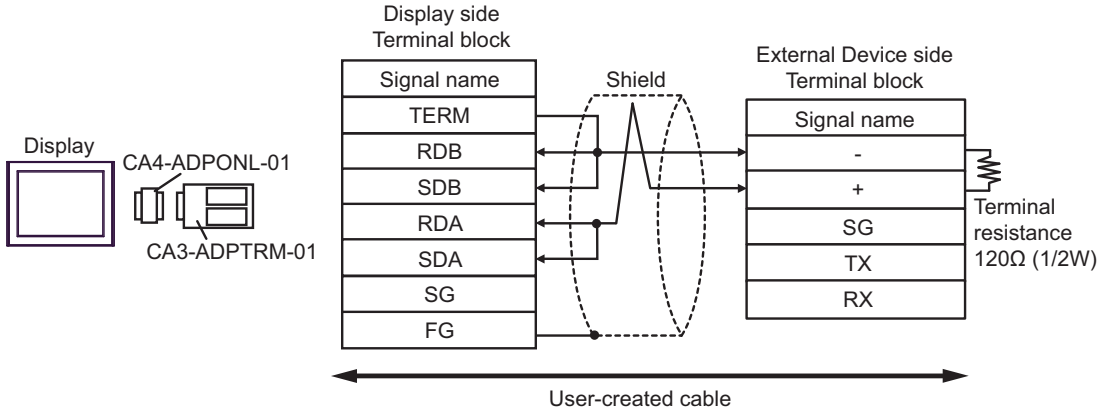 Display
CA4-ADPONL-01
CA3-ADPTRM-01
Display side
Terminal block
Signal name
TERM
RDB
SDB
RDA
SDA
SG
FG
Shield
External Device side
Terminal block
Signal name
-
+
SG
TX
RX
Terminal
resistance
120Ω (1/2W)
User-created cable